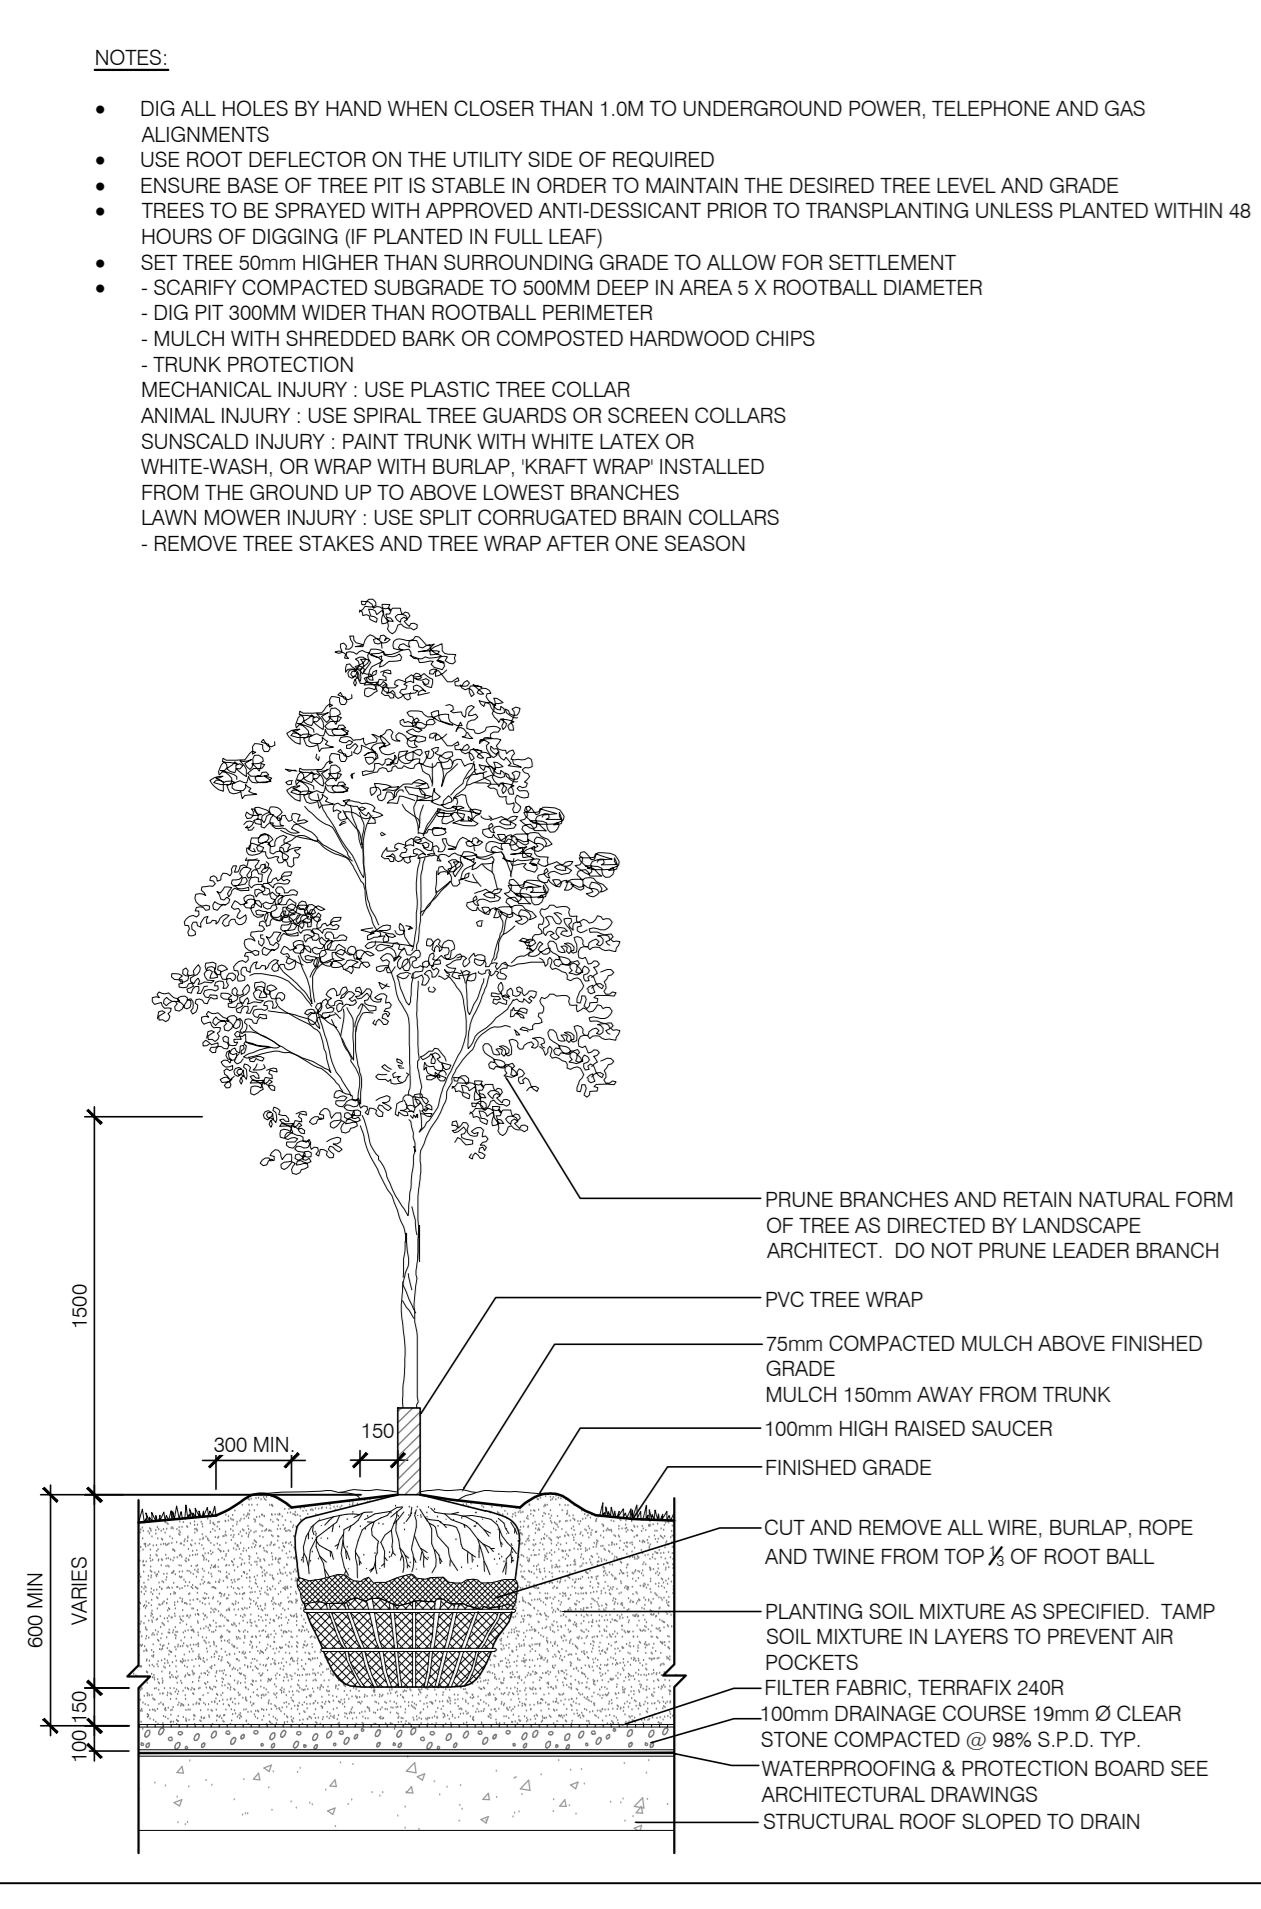 NOTES:
• DIG ALL HOLES BY HAND WHEN CLOSER THAN 1.0M TO UNDERGROUND POWER, TELEPHONE AND GAS
ALIGNMENTS
• USE ROOT DEFLECTOR ON THE UTILITY SIDE OF REQUIRED
• ENSURE BASE OF TREE PIT IS STABLE IN ORDER TO MAINTAIN THE DESIRED TREE LEVEL AND GRADE
• TREES TO BE SPRAYED WITH APPROVED ANTI-DESSICANT PRIOR TO TRANSPLANTING UNLESS PLANTED WITHIN 48
HOURS OF DIGGING (IF PLANTED IN FULL LEAF)
• SET TREE 50mm HIGHER THAN SURROUNDING GRADE TO ALLOW FOR SETTLEMENT
• - SCARIFY COMPACTED SUBGRADE TO 500MM DEEP IN AREA 5 X ROOTBALL DIAMETER
- DIG PIT 300MM WIDER THAN ROOTBALL PERIMETER
- MULCH WITH SHREDDED BARK OR COMPOSTED HARDWOOD CHIPS
- TRUNK PROTECTION
MECHANICAL INJURY : USE PLASTIC TREE COLLAR
ANIMAL INJURY : USE SPIRAL TREE GUARDS OR SCREEN COLLARS
SUNSCALD INJURY : PAINT TRUNK WITH WHITE LATEX OR
WHITE-WASH, OR WRAP WITH BURLAP, 'KRAFT WRAP' INSTALLED
FROM THE GROUND UP TO ABOVE LOWEST BRANCHES
LAWN MOWER INJURY : USE SPLIT CORRUGATED BRAIN COLLARS
- REMOVE TREE STAKES AND TREE WRAP AFTER ONE SEASON
PRUNE BRANCHES AND RETAIN NATURAL FORM
OF TREE AS DIRECTED BY LANDSCAPE
ARCHITECT. DO NOT PRUNE LEADER BRANCH
PVC TREE WRAP
75mm COMPACTED MULCH ABOVE FINISHED
GRADE
MULCH 150mm AWAY FROM TRUNK
100mm HIGH RAISED SAUCER
FINISHED GRADE
CUT AND REMOVE ALL WIRE, BURLAP, ROPE
AND TWINE FROM TOP ⅓ OF ROOT BALL
PLANTING SOIL MIXTURE AS SPECIFIED. TAMP
SOIL MIXTURE IN LAYERS TO PREVENT AIR
POCKETS
FILTER FABRIC, TERRAFIX 240R
100mm DRAINAGE COURSE 19mm Ø CLEAR
STONE COMPACTED @ 98% S.P.D. TYP.
WATERPROOFING & PROTECTION BOARD SEE
ARCHITECTURAL DRAWINGS
STRUCTURAL ROOF SLOPED TO DRAIN
1500
300 MIN.
150
600 MIN
VARIES
150
100